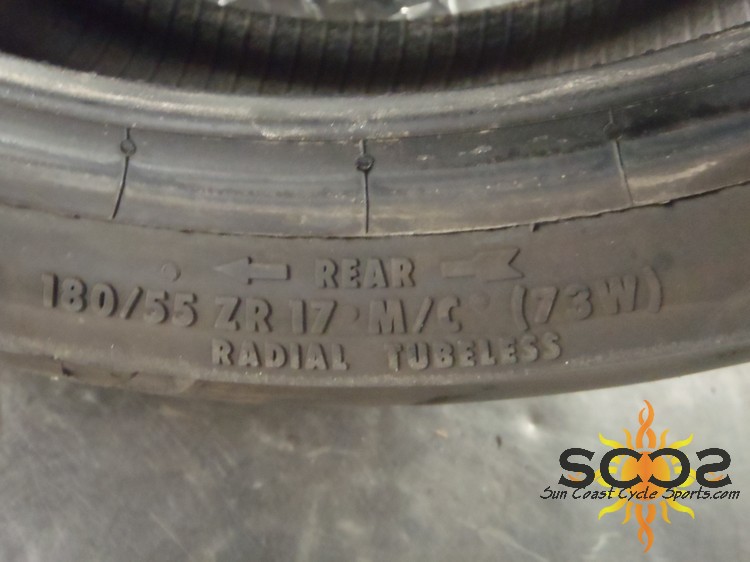 REAR
180/55 ZR 17 M/C (73W)
RADIAL TUBELESS
SCCS
Sun Coast Cycle Sports.com